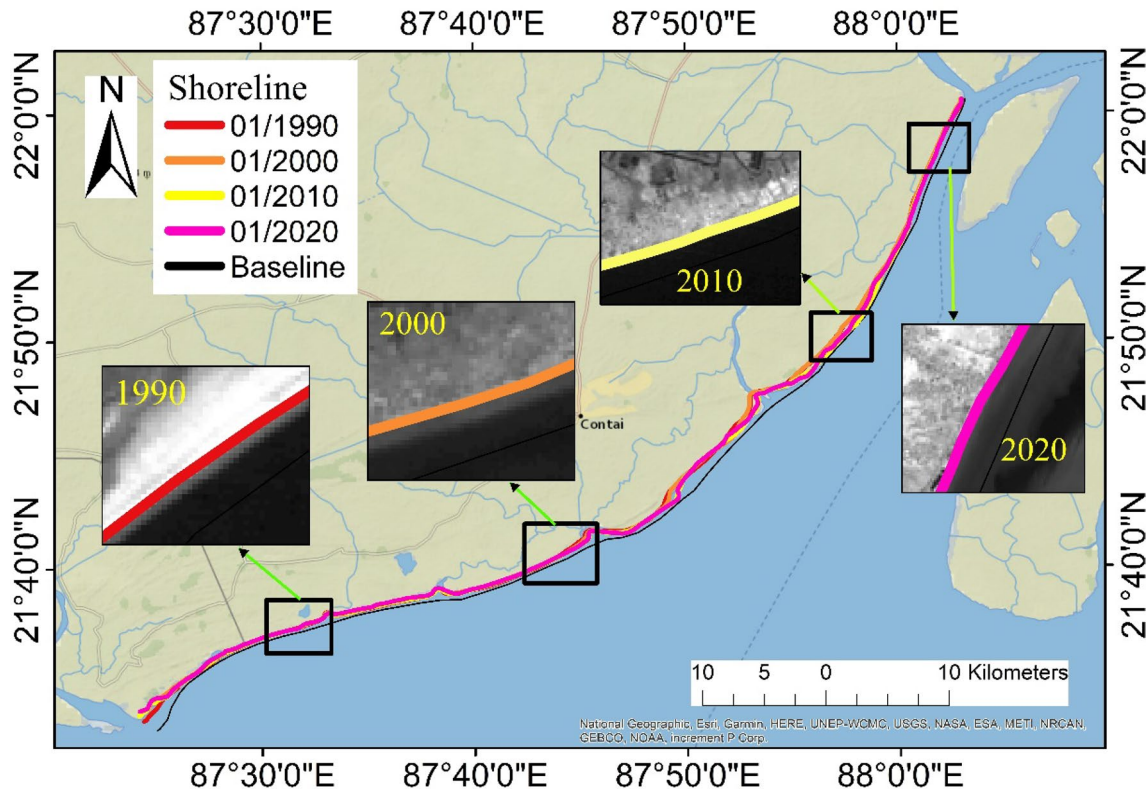 87°30'0"E 87°40'0"E 87°50'0"E 88°0'0"E
N
Shoreline
01/1990
01/2000
01/2010
01/2020
Baseline
22°0'0"N
22°0'0"N
2010
2000
21°50'0"N
21°50'0"N
1990
Contai
2020
21°40'0"N
21°40'0"N
10 5 0 10 Kilometers
National Geographic, Esri, Garmin, HERE, UNEP-WCMC, USGS, NASA, ESA, METI, NRCAN,
GEBCO, NOAA, increment P Corp.
87°30'0"E 87°40'0"E 87°50'0"E 88°0'0"E